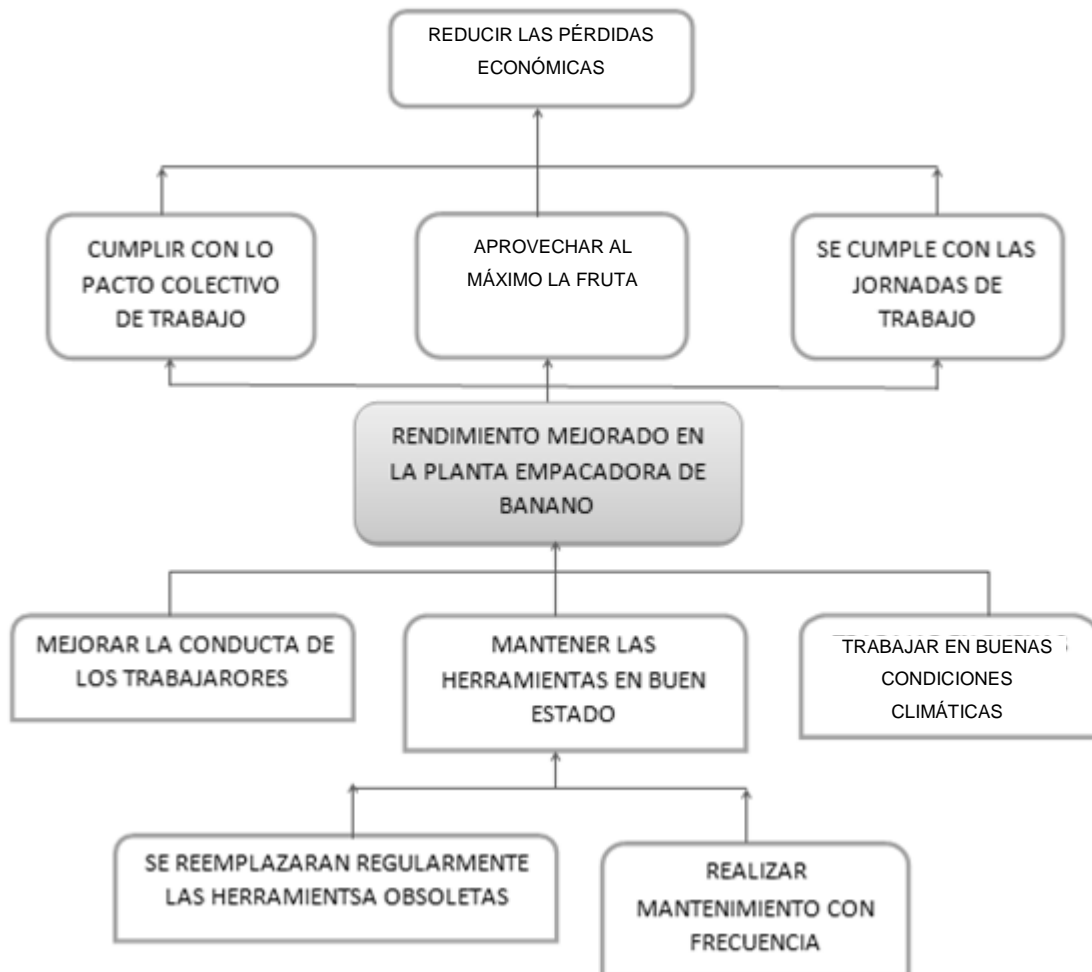 REDUCIR LAS PÉRDIDAS
ECONÓMICAS
CUMPLIR CON LO
PACTO COLECTIVO
DE TRABAJO
APROVECHAR AL
MÁXIMO LA FRUTA
SE CUMPLE CON LAS
JORNADAS DE
TRABAJO
RENDIMIENTO MEJORADO EN
LA PLANTA EMPACADORA DE
BANANO
MEJORAR LA CONDUCTA DE
LOS TRABAJARORES
MANTENER LAS
HERRAMIENTAS EN BUEN
ESTADO
TRABAJAR EN BUENAS
CONDICIONES
CLIMÁTICAS
SE REEMPLAZARAN REGULARMENTE
LAS HERRAMIENTSA OBSOLETAS
REALIZAR
MANTENIMIENTO CON
FRECUENCIA